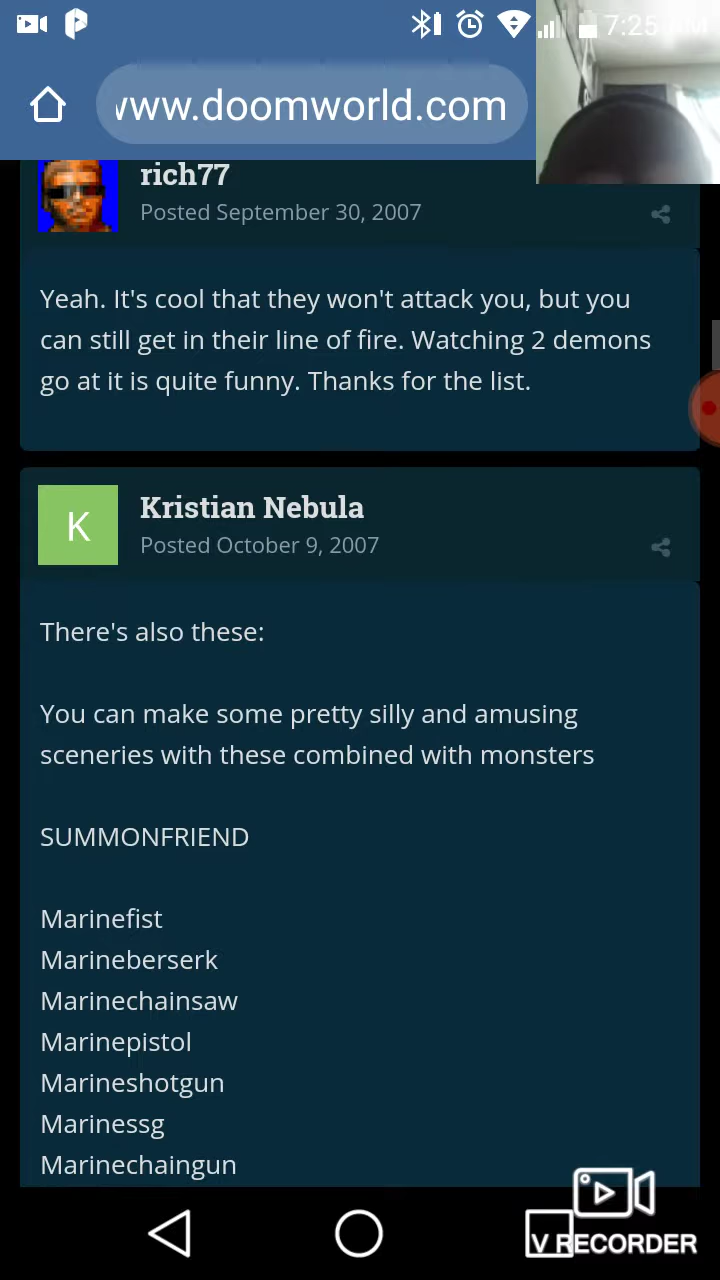 7:25 AM
www.doomworld.com
rich77
Posted September 30, 2007
Yeah. It's cool that they won't attack you, but you
can still get in their line of fire. Watching 2 demons
go at it is quite funny. Thanks for the list.
K
Kristian Nebula
Posted October 9, 2007
There's also these:
You can make some pretty silly and amusing
sceneries with these combined with monsters
SUMMONFRIEND
Marinefist
Marineberserk
Marinechainsaw
Marinepistol
Marineshotgun
Marinessg
Marinechaingun
V RECORDER